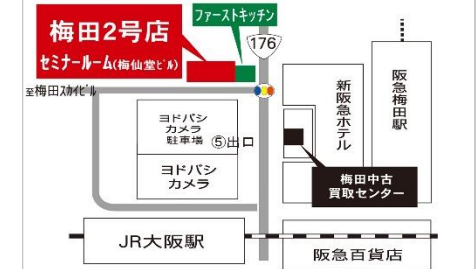 梅田2号店
セミナールーム(梅仙堂ビル)
ファーストキッチン
176
至梅田スカイビル
ヨドバシ
カメラ
駐車場
⑤出口
ヨドバシ
カメラ
新阪急ホテル
阪急梅田駅
梅田中古
買取センター
JR大阪駅
阪急百貨店